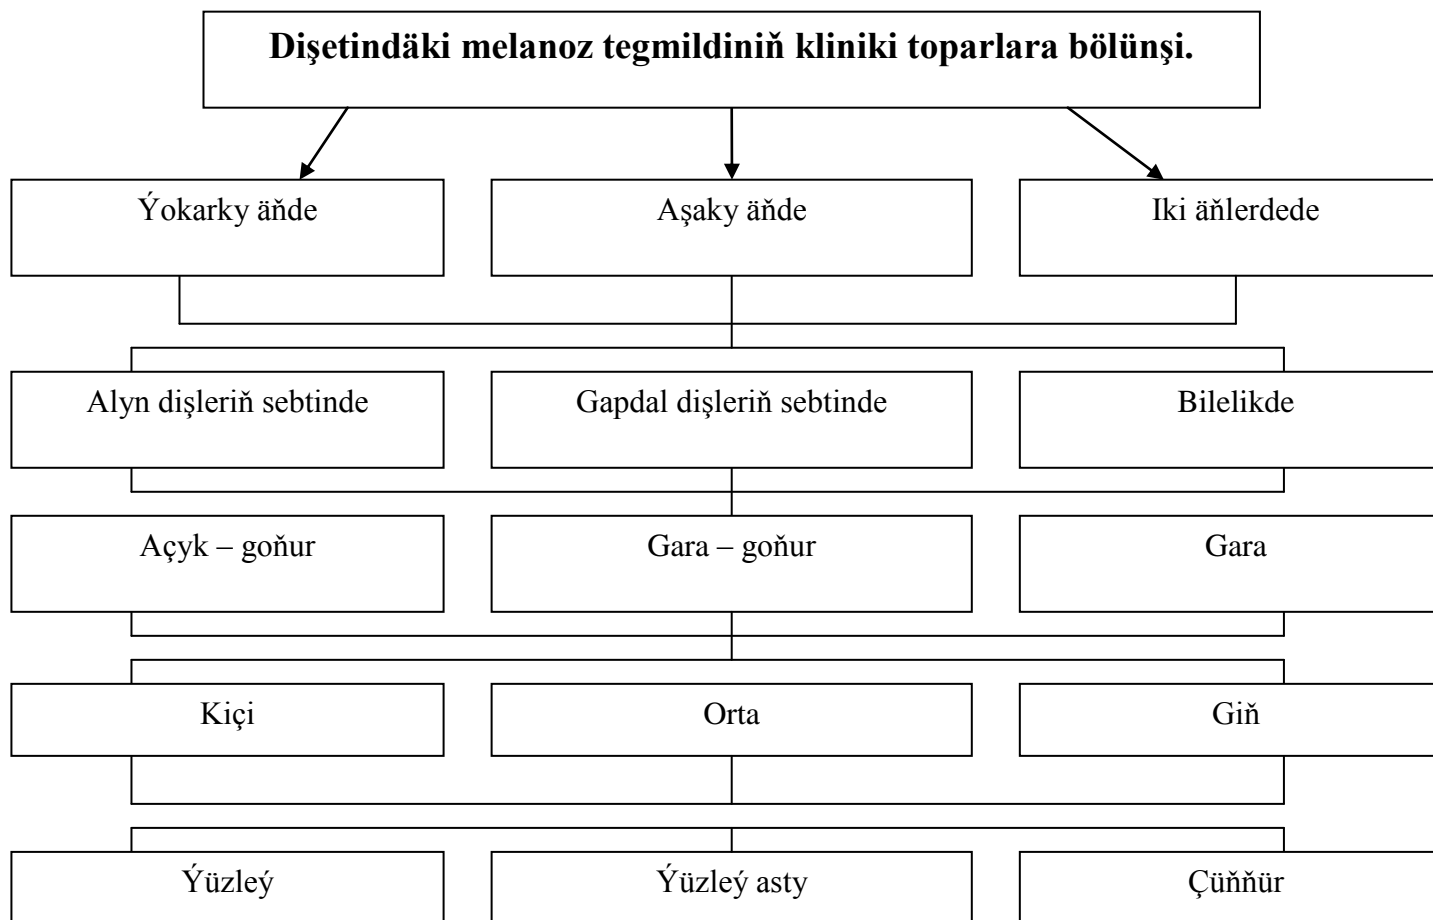 Dişetindäki melanoz tegmildiniň kliniki toparlara bölünşi.
Ýokarky äňde
Aşaky äňde
Iki äňlerdede
Alyn dişleriň sebtinde
Gapdal dişleriň sebtinde
Bilelikde
Açyk – goňur
Gara – goňur
Gara
Kiçi
Orta
Giň
Ýüzleý
Ýüzleý asty
Çüňňür